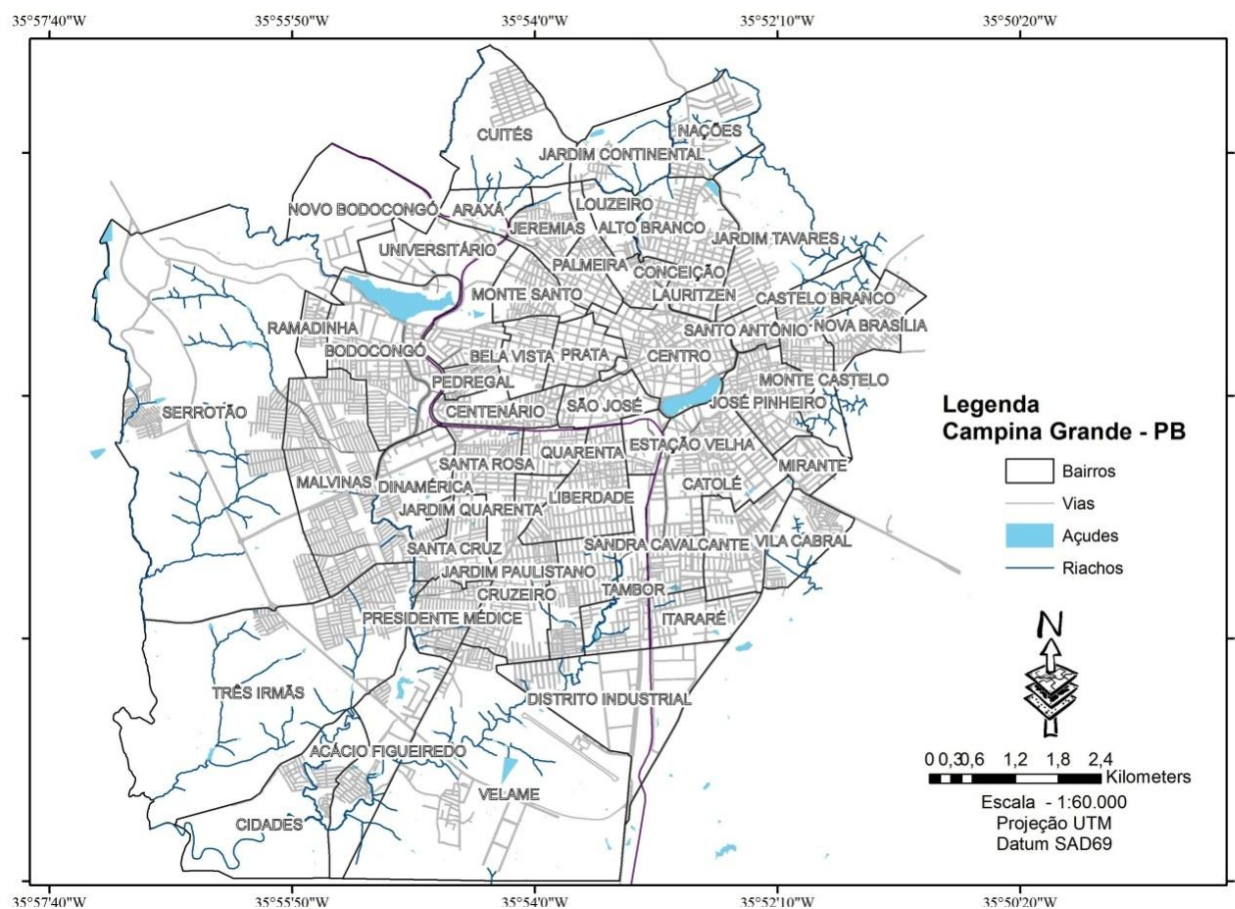 35°57'40" 35°55'50" 35°54'0" 35°52'10" 35°50'20"
CUITÉS
NAÇÕES
JARDIM CONTINENTAL
NOVO BODOCONGÓ
ARAXÁ
LOUZEIRO
JEREMIAS
ALTO BRANCO
JARDIM TAVARES
UNIVERSITÁRIO
PALMEIRA
CONCEIÇÃO
MONTE SANTO
LAURITZEN
CASTELO BRANCO
RAMADINHA
SANTO ANTÔNIO
NOVA BRASÍLIA
BODOCONGÓ
BELA VISTA
PRATA
CENTRO
PEDREGAL
MONTE CASTELO
SERROTÃO
CENTENÁRIO
SÃO JOSÉ
JOSÉ PINHEIRO
ESTAÇÃO VELHA
QUARENTA
SANTA ROSA
MIRANTE
MALVINAS
DINAMÉRICA
CATOLÉ
LIBERDADE
JARDIM QUARENTA
SANTA CRUZ
SANDRA CAVALCANTE
VILA CABRAL
JARDIM PAULISTANO
CRUZEIRO
TAMBOR
PRESIDENTE MÉDICE
ITARARÉ
TRÊS IRMÃS
DISTRITO INDUSTRIAL
ACÁCIO FIGUEIREDO
VELAME
CIDADES
Legenda
Campina Grande - PB
Bairros
Vias
Açudes
Riachos
N
0 0,30,6 1,2 1,8 2,4
Kilometers
Escala - 1:60.000
Projeção UTM
Datum SAD69
35°57'40" 35°55'50" 35°54'0" 35°52'10" 35°50'20"